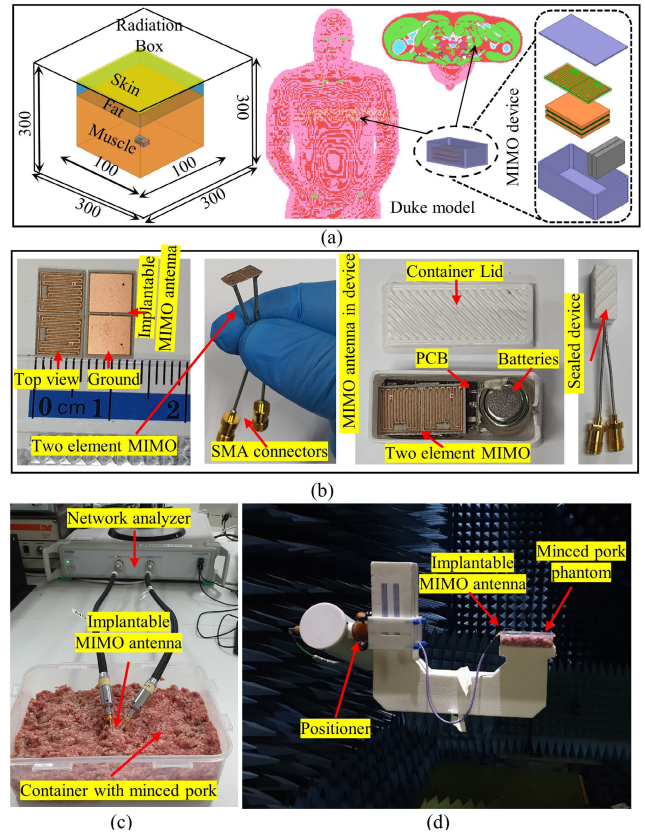 Radiation
Box
Skin
Fat
Muscle
300
300
100
100
300
300
Duke model
MIMO device
(a)
Implantable
MIMO antenna
Top view
Ground
0 cm 1 2
Two element MIMO
SMA connectors
MIMO antenna in device
Container Lid
PCB
Batteries
Two element MIMO
Sealed device
(b)
Network analyzer
Implantable
MIMO antenna
Container with minced pork
(c)
Implantable
MIMO antenna
Minced pork
phantom
Positioner
(d)